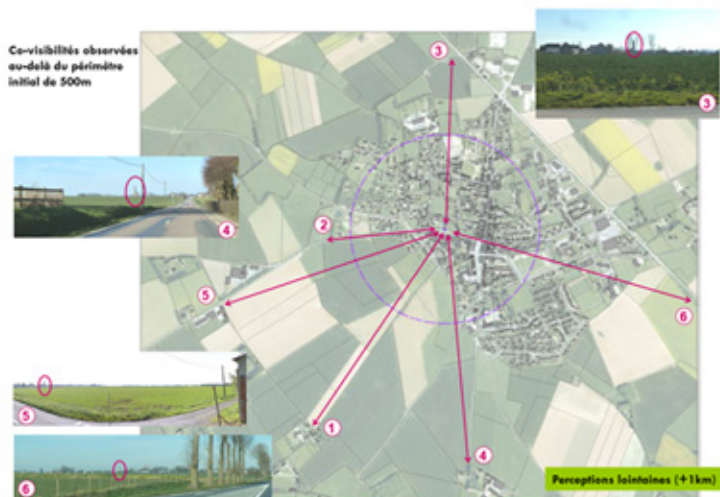 Co-visibilités observées
au-delà du périmètre
initial de 500m
3
3
4
2
5
6
5
1
4
6
Perceptions lointaines (+1km)